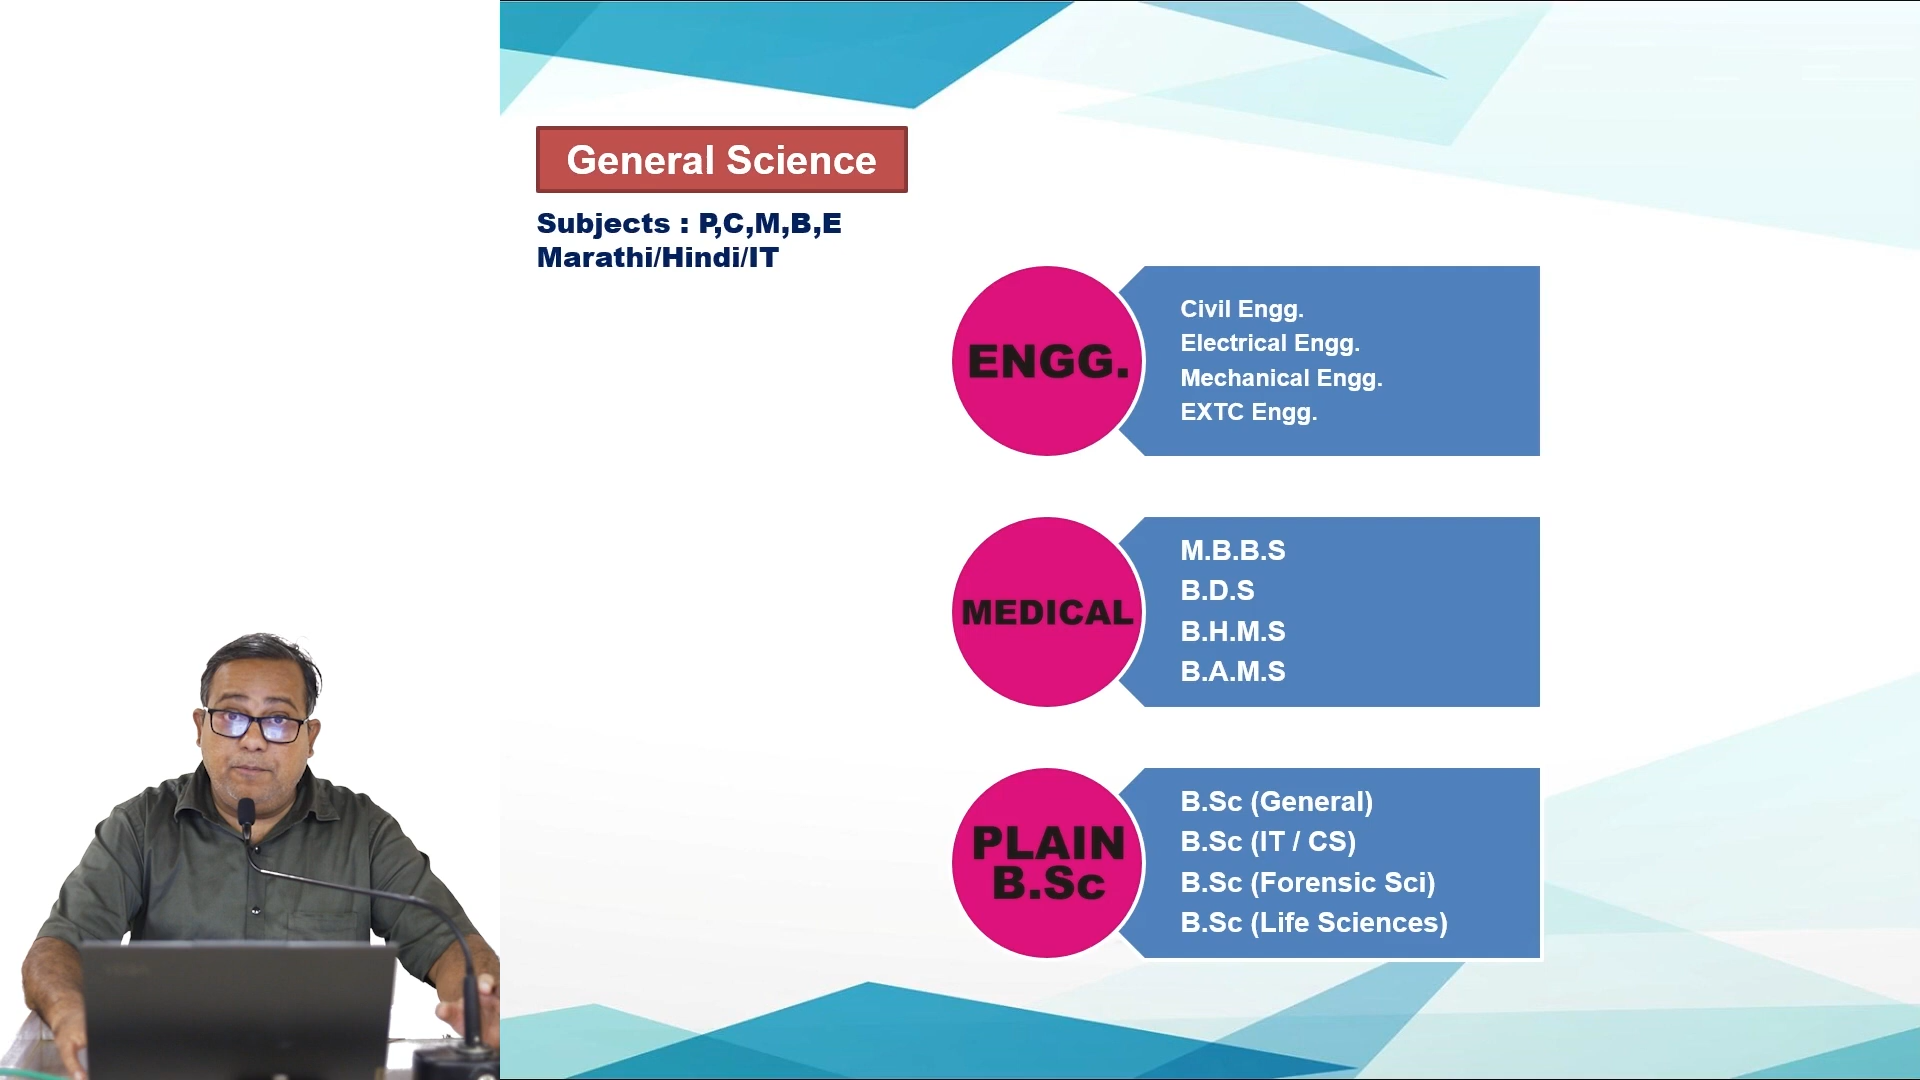 General Science
Subjects : P,C,M,B,E
Marathi/Hindi/IT
ENGG.
Civil Engg.
Electrical Engg.
Mechanical Engg.
EXTC Engg.
MEDICAL
M.B.B.S
B.D.S
B.H.M.S
B.A.M.S
PLAIN
B.Sc
B.Sc (General)
B.Sc (IT / CS)
B.Sc (Forensic Sci)
B.Sc (Life Sciences)